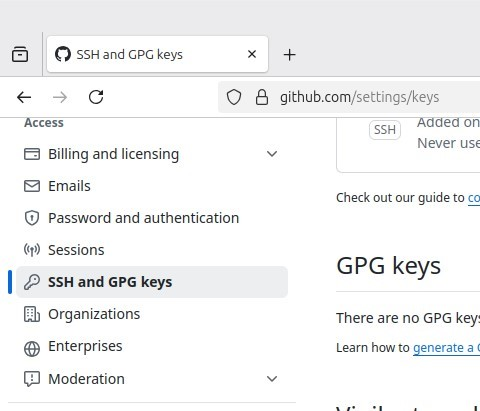 SSH and GPG keys
github.com/settings/keys
Access
Billing and licensing
Emails
Password and authentication
Sessions
SSH and GPG keys
Organizations
Enterprises
Moderation
SSH
Added on
Never use
Check out our guide to co
GPG keys
There are no GPG keys
Learn how to generate a G